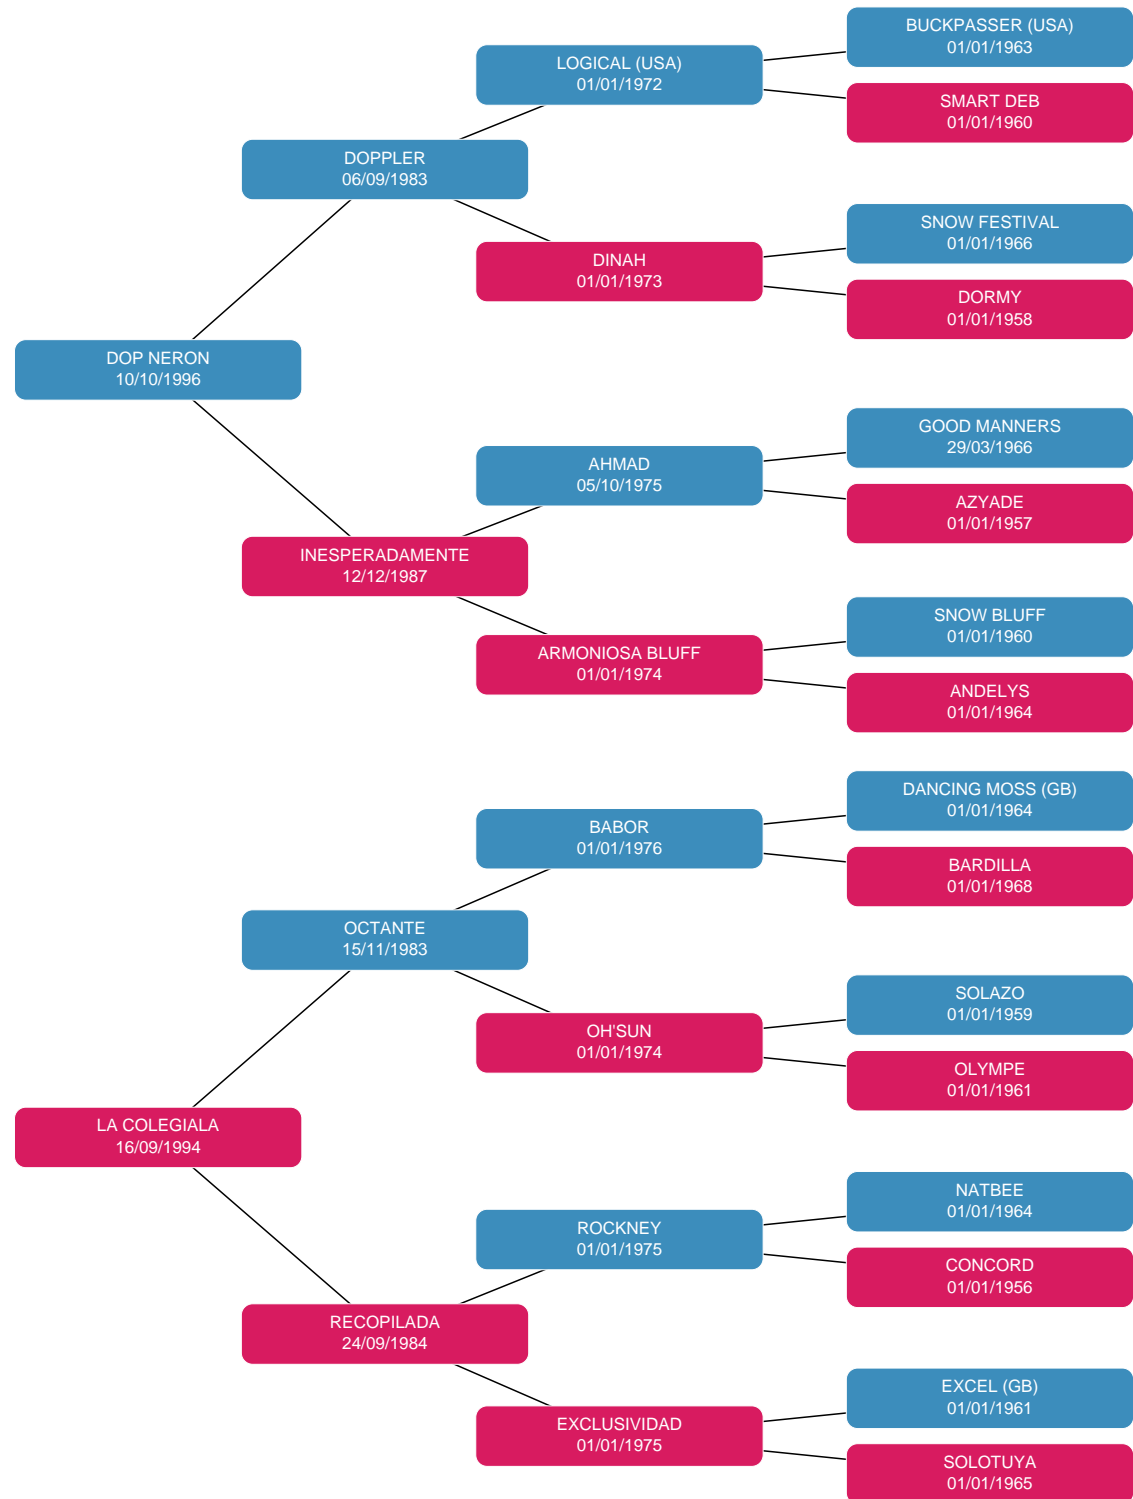 BUCKPASSER (USA)
01/01/1963
LOGICAL (USA)
01/01/1972
SMART DEB
01/01/1960
DOPPLER
06/09/1983
SNOW FESTIVAL
01/01/1966
DINAH
01/01/1973
DORMY
01/01/1958
DOP NERON
10/10/1996
GOOD MANNERS
29/03/1966
AHMAD
05/10/1975
AZYADE
01/01/1957
INESPERADAMENTE
12/12/1987
SNOW BLUFF
01/01/1960
ARMONIOSA BLUFF
01/01/1974
ANDELYS
01/01/1964
DANCING MOSS (GB)
01/01/1964
BABOR
01/01/1976
BARDILLA
01/01/1968
OCTANTE
15/11/1983
SOLAZO
01/01/1959
OH'SUN
01/01/1974
OLYMPE
01/01/1961
LA COLEGIALA
16/09/1994
NATBEE
01/01/1964
ROCKNEY
01/01/1975
CONCORD
01/01/1956
RECOPILADA
24/09/1984
EXCEL (GB)
01/01/1961
EXCLUSIVIDAD
01/01/1975
SOLOTUYA
01/01/1965